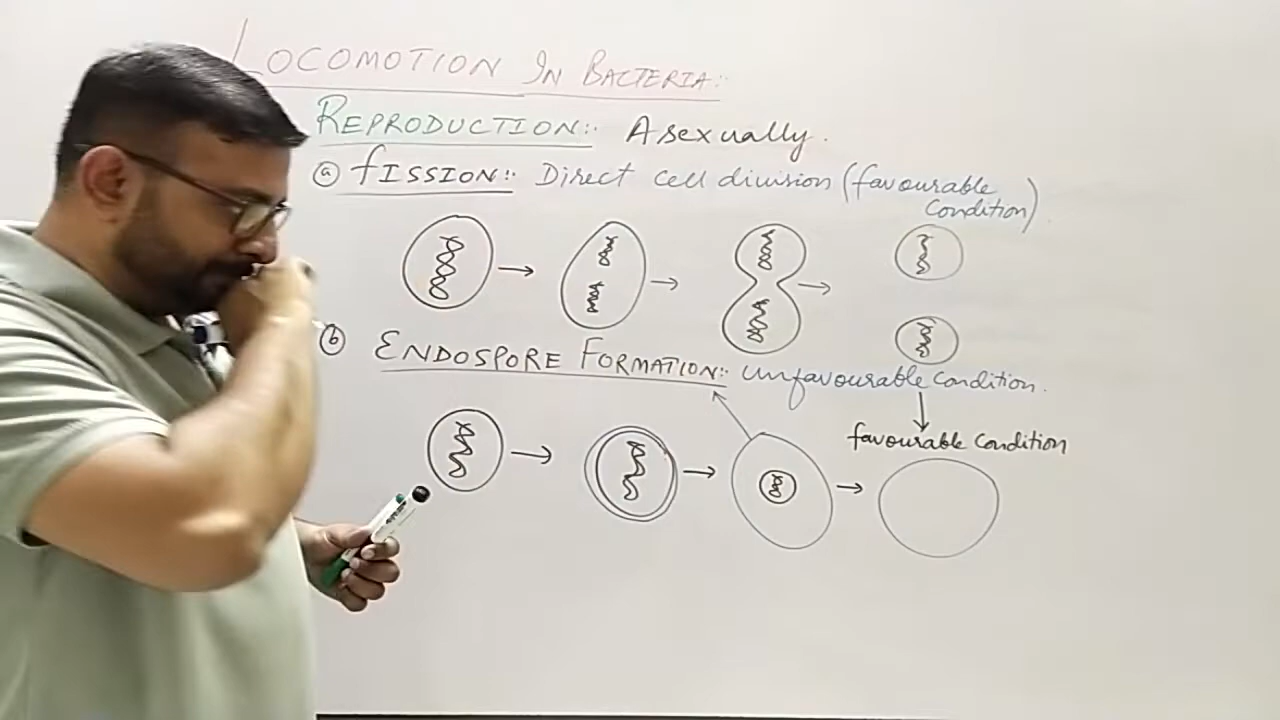 LOCOMOTION IN BACTERIA:-
REPRODUCTION:- Asexually.
(a) FISSION:- Direct cell division (favourable
condition).
(b) ENDOSPORE FORMATION:- unfavourable condition.
favourable condition